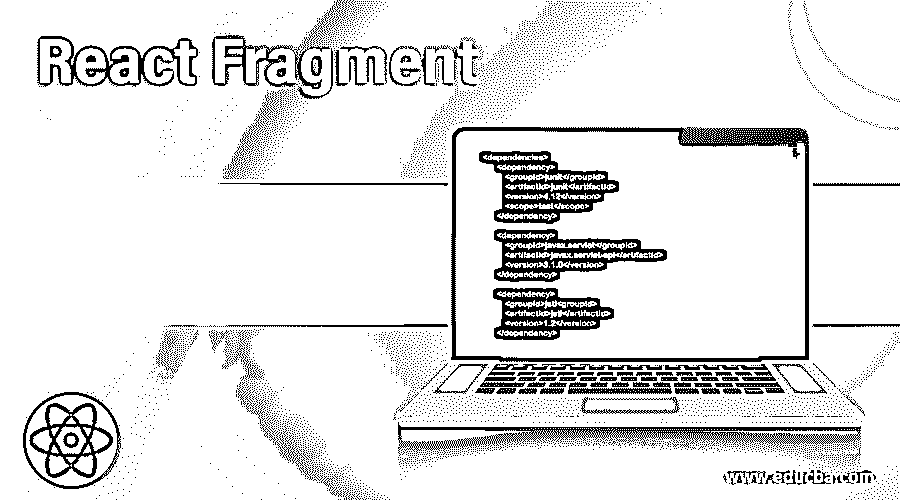 React Fragment
<dependencies>
<dependency>
<groupId>junit</groupId>
<artifactId>junit</artifactId>
<version>4.12</version>
<scope>test</scope>
</dependency>
<dependency>
<groupId>javax.servlet</groupId>
<artifactId>javax.servlet-api</artifactId>
<version>3.1.0</version>
</dependency>
<dependency>
<groupId>jstl<groupId>
<artifactId>jstl</artifactId>
<version>1.2</version>
</dependency>
www.educba.com